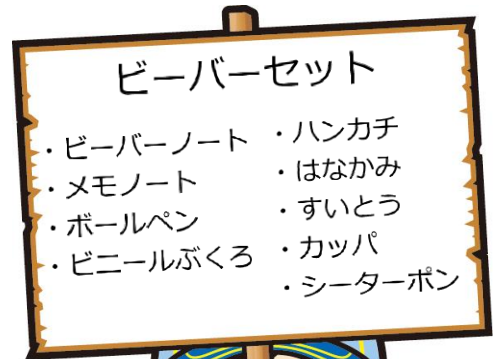 ビーバーセット
・ビーバーノート
・メモノート
・ボールペン
・ビニールぶくろ
・ハンカチ
・はなかみ
・すいとう
・カッパ
・シーターポン